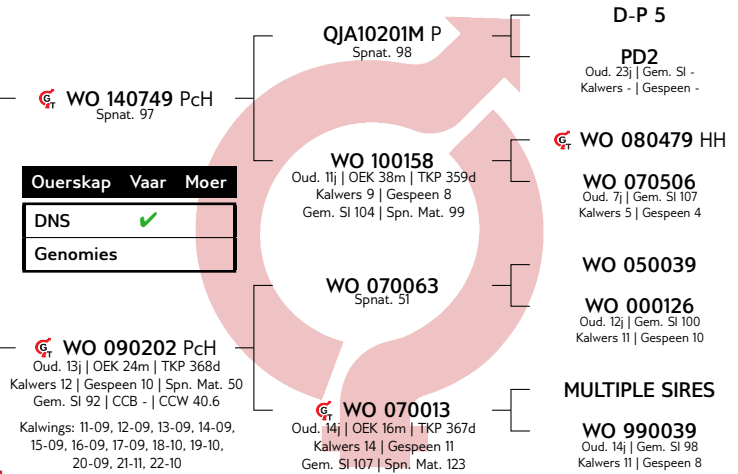 D-P 5
QJA10201M P
Spnat. 98
PD2
Oud. 23j | Gem. SI -
Kalwers - | Gespeen -
GT WO 140749 PcH
Spnat. 97
GT WO 080479 HH
WO 100158
Oud. 11j | OEK 38m | TKP 359d
Kalwers 9 | Gespeen 8
Gem. SI 104 | Spn. Mat. 99
WO 070506
Oud. 7j | Gem. SI 107
Kalwers 5 | Gespeen 4
Ouerskap Vaar Moer
DNS ✔
Genomies
WO 050039
WO 070063
Spnat. 51
WO 000126
Oud. 12j | Gem. SI 100
Kalwers 11 | Gespeen 10
GT WO 090202 PcH
Oud. 13j | OEK 24m | TKP 368d
Kalwers 12 | Gespeen 10 | Spn. Mat. 50
Gem. SI 92 | CCB - | CCW 40.6
Kalwings: 11-09, 12-09, 13-09, 14-09,
15-09, 16-09, 17-09, 18-10, 19-10,
20-09, 21-11, 22-10
MULTIPLE SIRES
GT WO 070013
Oud. 14j | OEK 16m | TKP 367d
Kalwers 14 | Gespeen 11
Gem. SI 107 | Spn. Mat. 123
WO 990039
Oud. 14j | Gem. SI 98
Kalwers 11 | Gespeen 8